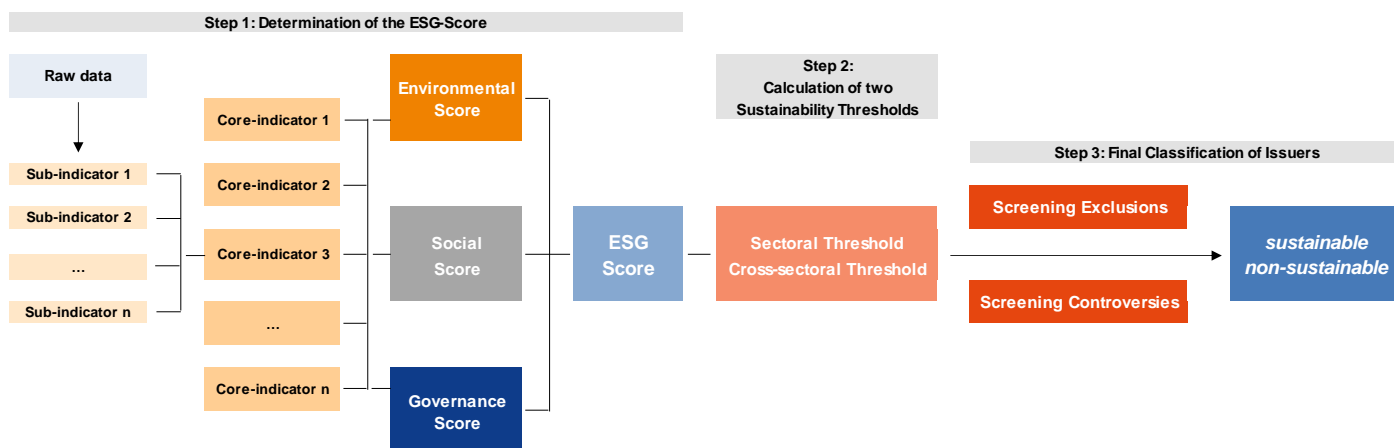 Step 1: Determination of the ESG-Score
Raw data
Sub-indicator 1
Sub-indicator 2
...
Sub-indicator n
Core-indicator 1
Core-indicator 2
Core-indicator 3
...
Core-indicator n
Environmental
Score
Social
Score
Governance
Score
ESG
Score
Step 2:
Calculation of two
Sustainability Thresholds
Sectoral Threshold
Cross-sectoral Threshold
Step 3: Final Classification of Issuers
Screening Exclusions
Screening Controversies
sustainable
non-sustainable